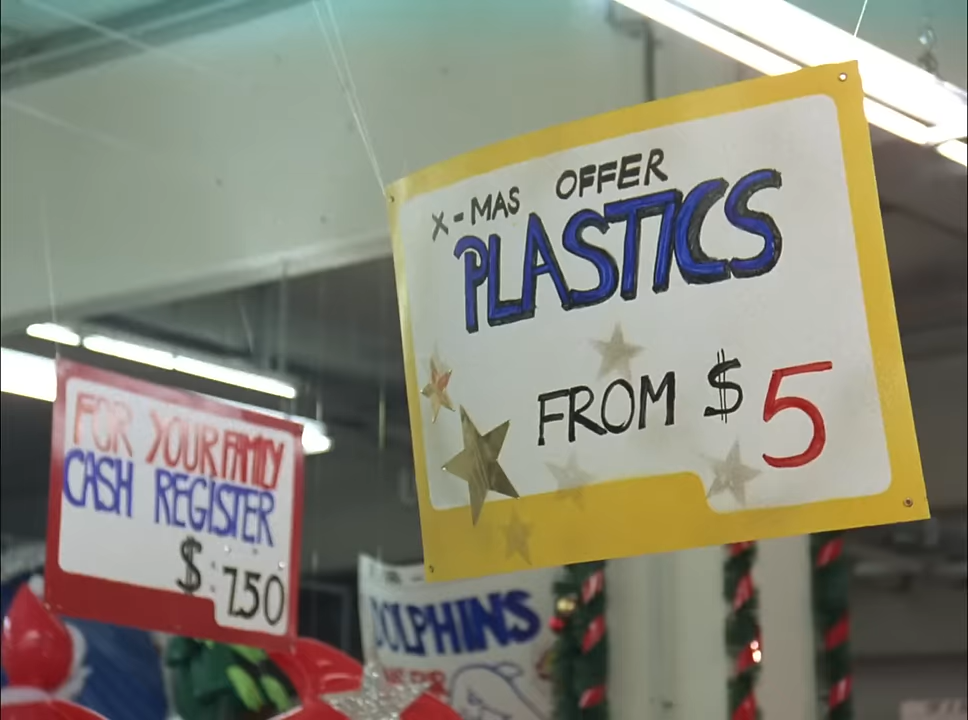 X-MAS OFFER
PLASTICS
FROM $5
FOR YOUR FAMILY
CASH REGISTER
$:7.50
DOLPHINS